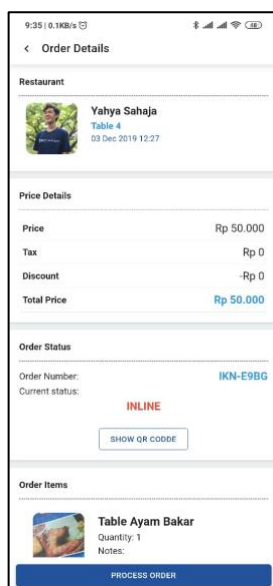 9:35 | 0.1KB/s
48
Order Details
Restaurant
Yahya Sahaja
Table 4
03 Dec 2019 12:27
Price Details
Price Rp 50.000
Tax Rp 0
Discount -Rp 0
Total Price Rp 50.000
Order Status
Order Number: IKN-E9BG
Current status:
INLINE
SHOW QR CODDE
Order Items
Table Ayam Bakar
Quantity: 1
Notes:
PROCESS ORDER